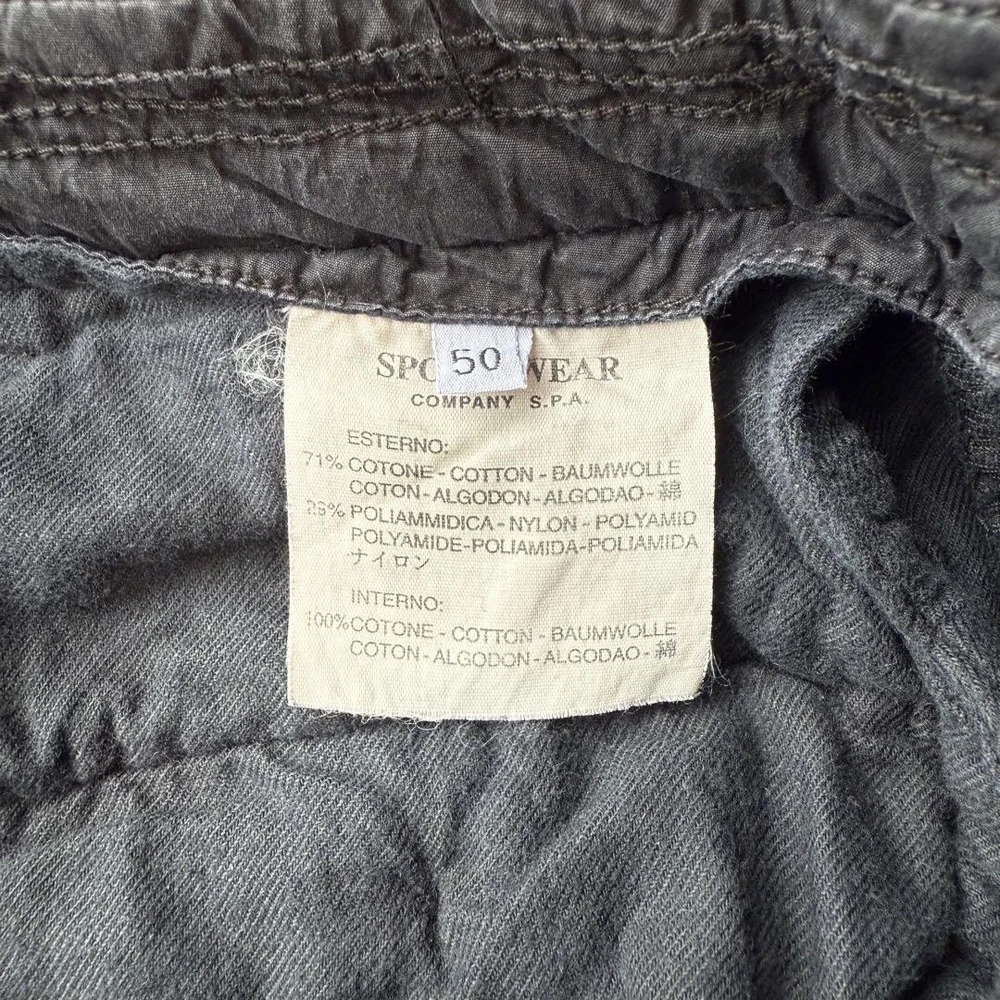 50
SPO WEAR
COMPANY S.P.A.
ESTERNO:
71% COTONE - COTTON - BAUMWOLLE
COTON - ALGODON - ALGODAO - 綿
29% POLIAMMIDICA - NYLON - POLYAMID
POLYAMIDE - POLIAMIDA - POLIAMIDA
ナイロン
INTERNO:
100% COTONE - COTTON - BAUMWOLLE
COTON - ALGODON - ALGODAO - 綿